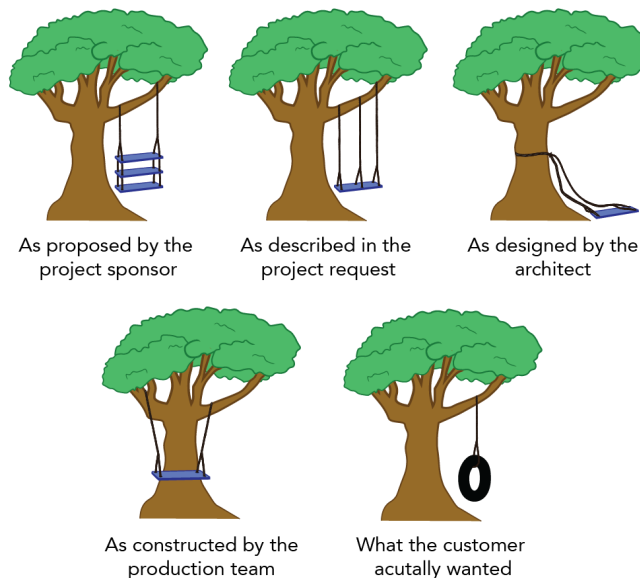 As proposed by the
project sponsor
As described in the
project request
As designed by the
architect
As constructed by the
production team
What the customer
acutally wanted